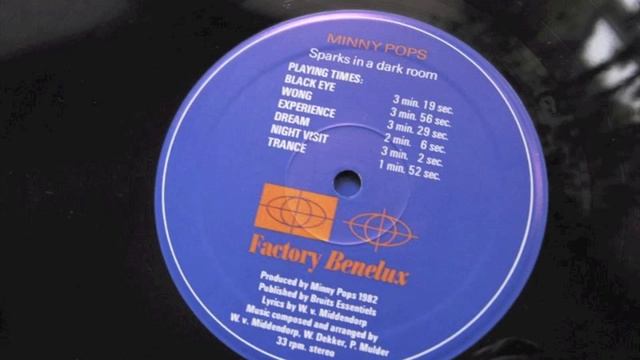 MINNY POPS
Sparks in a dark room
PLAYING TIMES:
BLACK EYE 3 min. 19 sec.
WONG 3 min. 56 sec.
EXPERIENCE 3 min. 29 sec.
DREAM 2 min. 6 sec.
NIGHT VISIT 3 min. 2 sec.
TRANCE 1 min. 52 sec.
Factory Benelux
Produced by Minny Pops 1982
Published by Bruits Essentiels
Lyrics by W. v. Middendorp
Music composed and arranged by
W. v. Middendorp, W. Dekker, P. Mulder
33 rpm. stereo